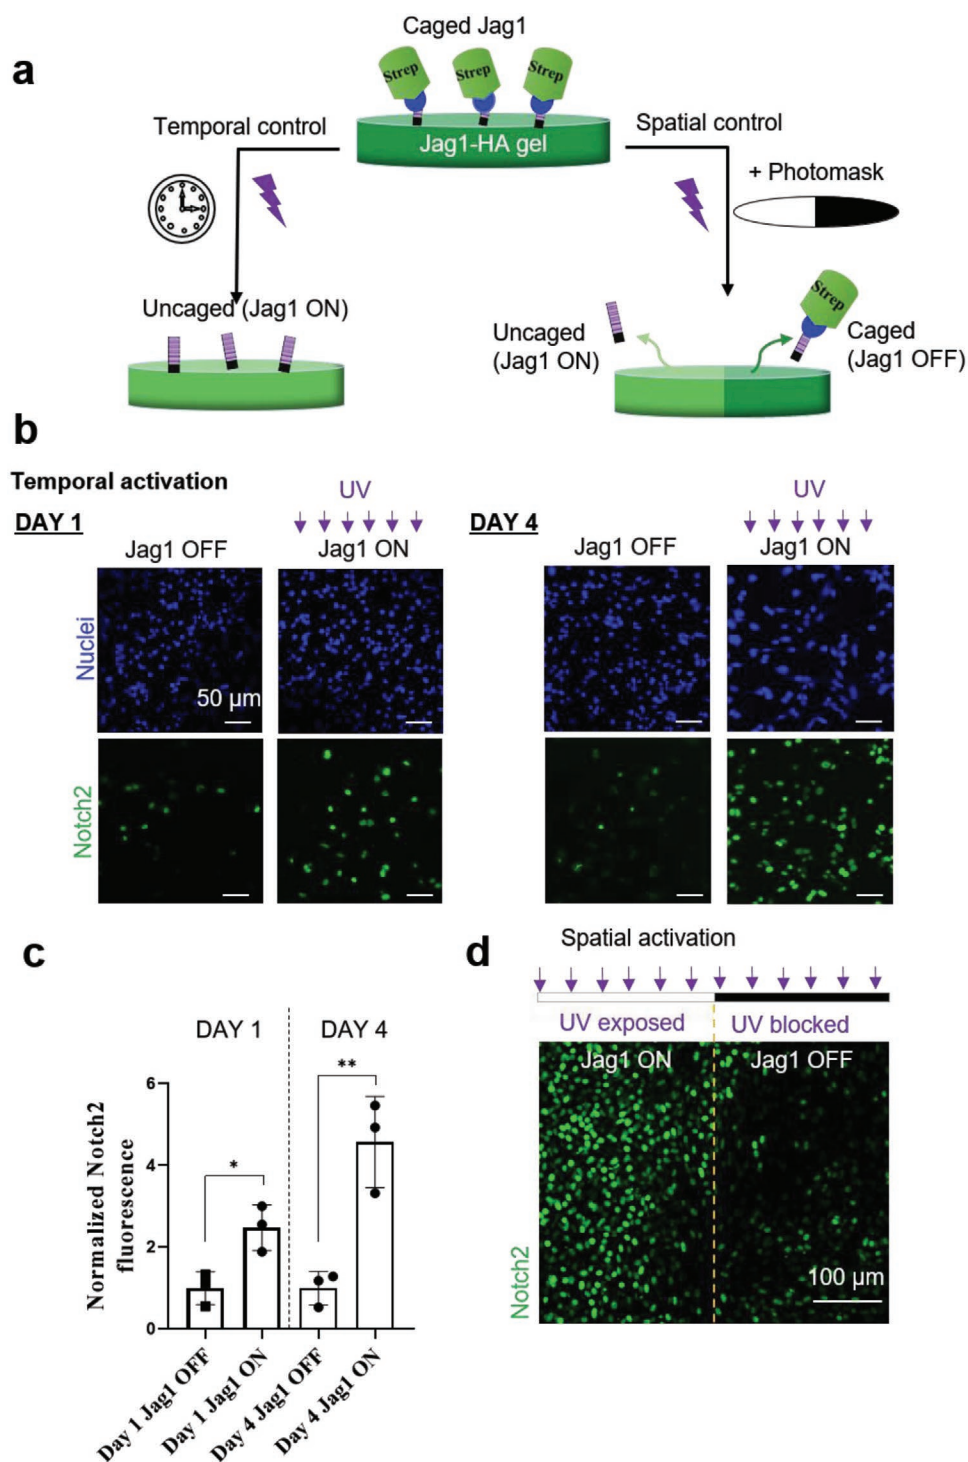 a
Caged Jag1
Strep Strep Strep
Jag1-HA gel
Temporal control
Spatial control
+ Photomask
Uncaged (Jag1 ON)
Uncaged
(Jag1 ON)
Strep
Caged
(Jag1 OFF)
b
Temporal activation
DAY 1
Jag1 OFF
UV
Jag1 ON
DAY 4
Jag1 OFF
UV
Jag1 ON
Nuclei
50 µm
Notch2
c
DAY 1
DAY 4
Normalized Notch2
fluorescence
6
4
2
0
*
**
Day 1 Jag1 OFF
Day 1 Jag1 ON
Day 4 Jag1 OFF
Day 4 Jag1 ON
d
Spatial activation
UV exposed
UV blocked
Jag1 ON
Jag1 OFF
Notch2
100 µm